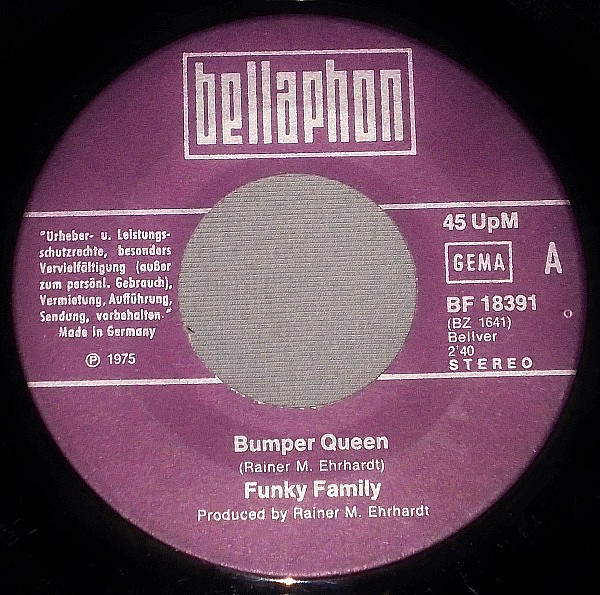 bellaphon
"Urheber- u. Leistungs-
schutzrechte, besonders
Vervielfältigung (außer
zum persönl. Gebrauch),
Vermietung, Aufführung,
Sendung, vorbehalten."
Made in Germany
Ⓟ 1975
45 UpM
GEMA
A
BF 18391
(BZ 1641)
Bellver
2'40
STEREO
Bumper Queen
(Rainer M. Ehrhardt)
Funky Family
Produced by Rainer M. Ehrhardt